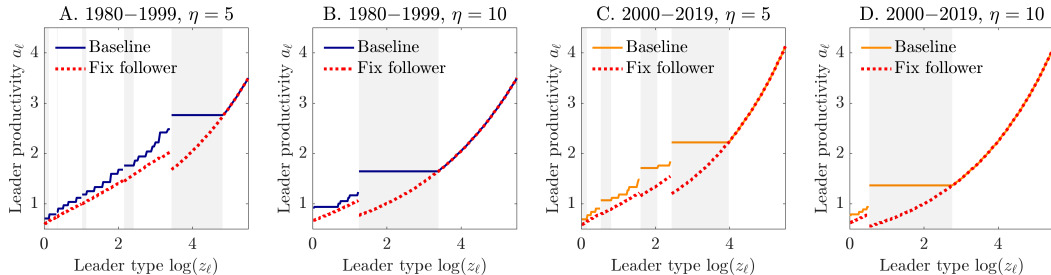 A. 1980−1999, η = 5
Leader productivity aℓ
4
3
2
1
Baseline
Fix follower
0 2 4
Leader type log(zℓ)
B. 1980−1999, η = 10
Leader productivity aℓ
4
3
2
1
Baseline
Fix follower
0 2 4
Leader type log(zℓ)
C. 2000−2019, η = 5
Leader productivity aℓ
4
3
2
1
Baseline
Fix follower
0 2 4
Leader type log(zℓ)
D. 2000−2019, η = 10
Leader productivity aℓ
4
3
2
1
Baseline
Fix follower
0 2 4
Leader type log(zℓ)